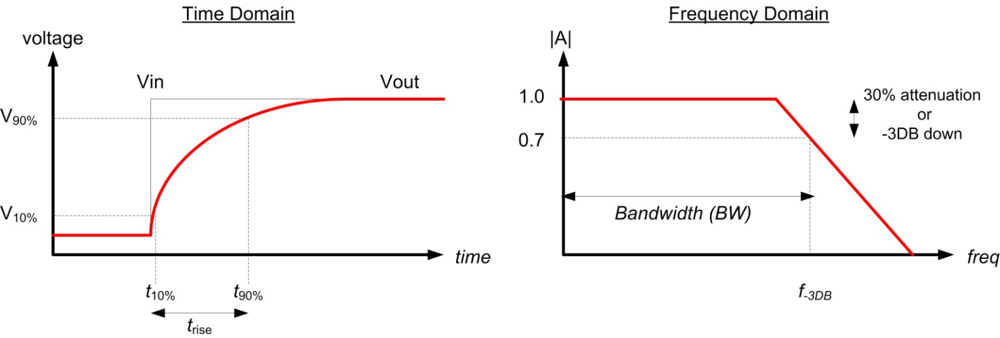 Time Domain
voltage
Vin
Vout
V90%
V10%
time
t10%
t90%
trise
Frequency Domain
|A|
1.0
0.7
30% attenuation
or
-3DB down
Bandwidth (BW)
freq
f-3DB